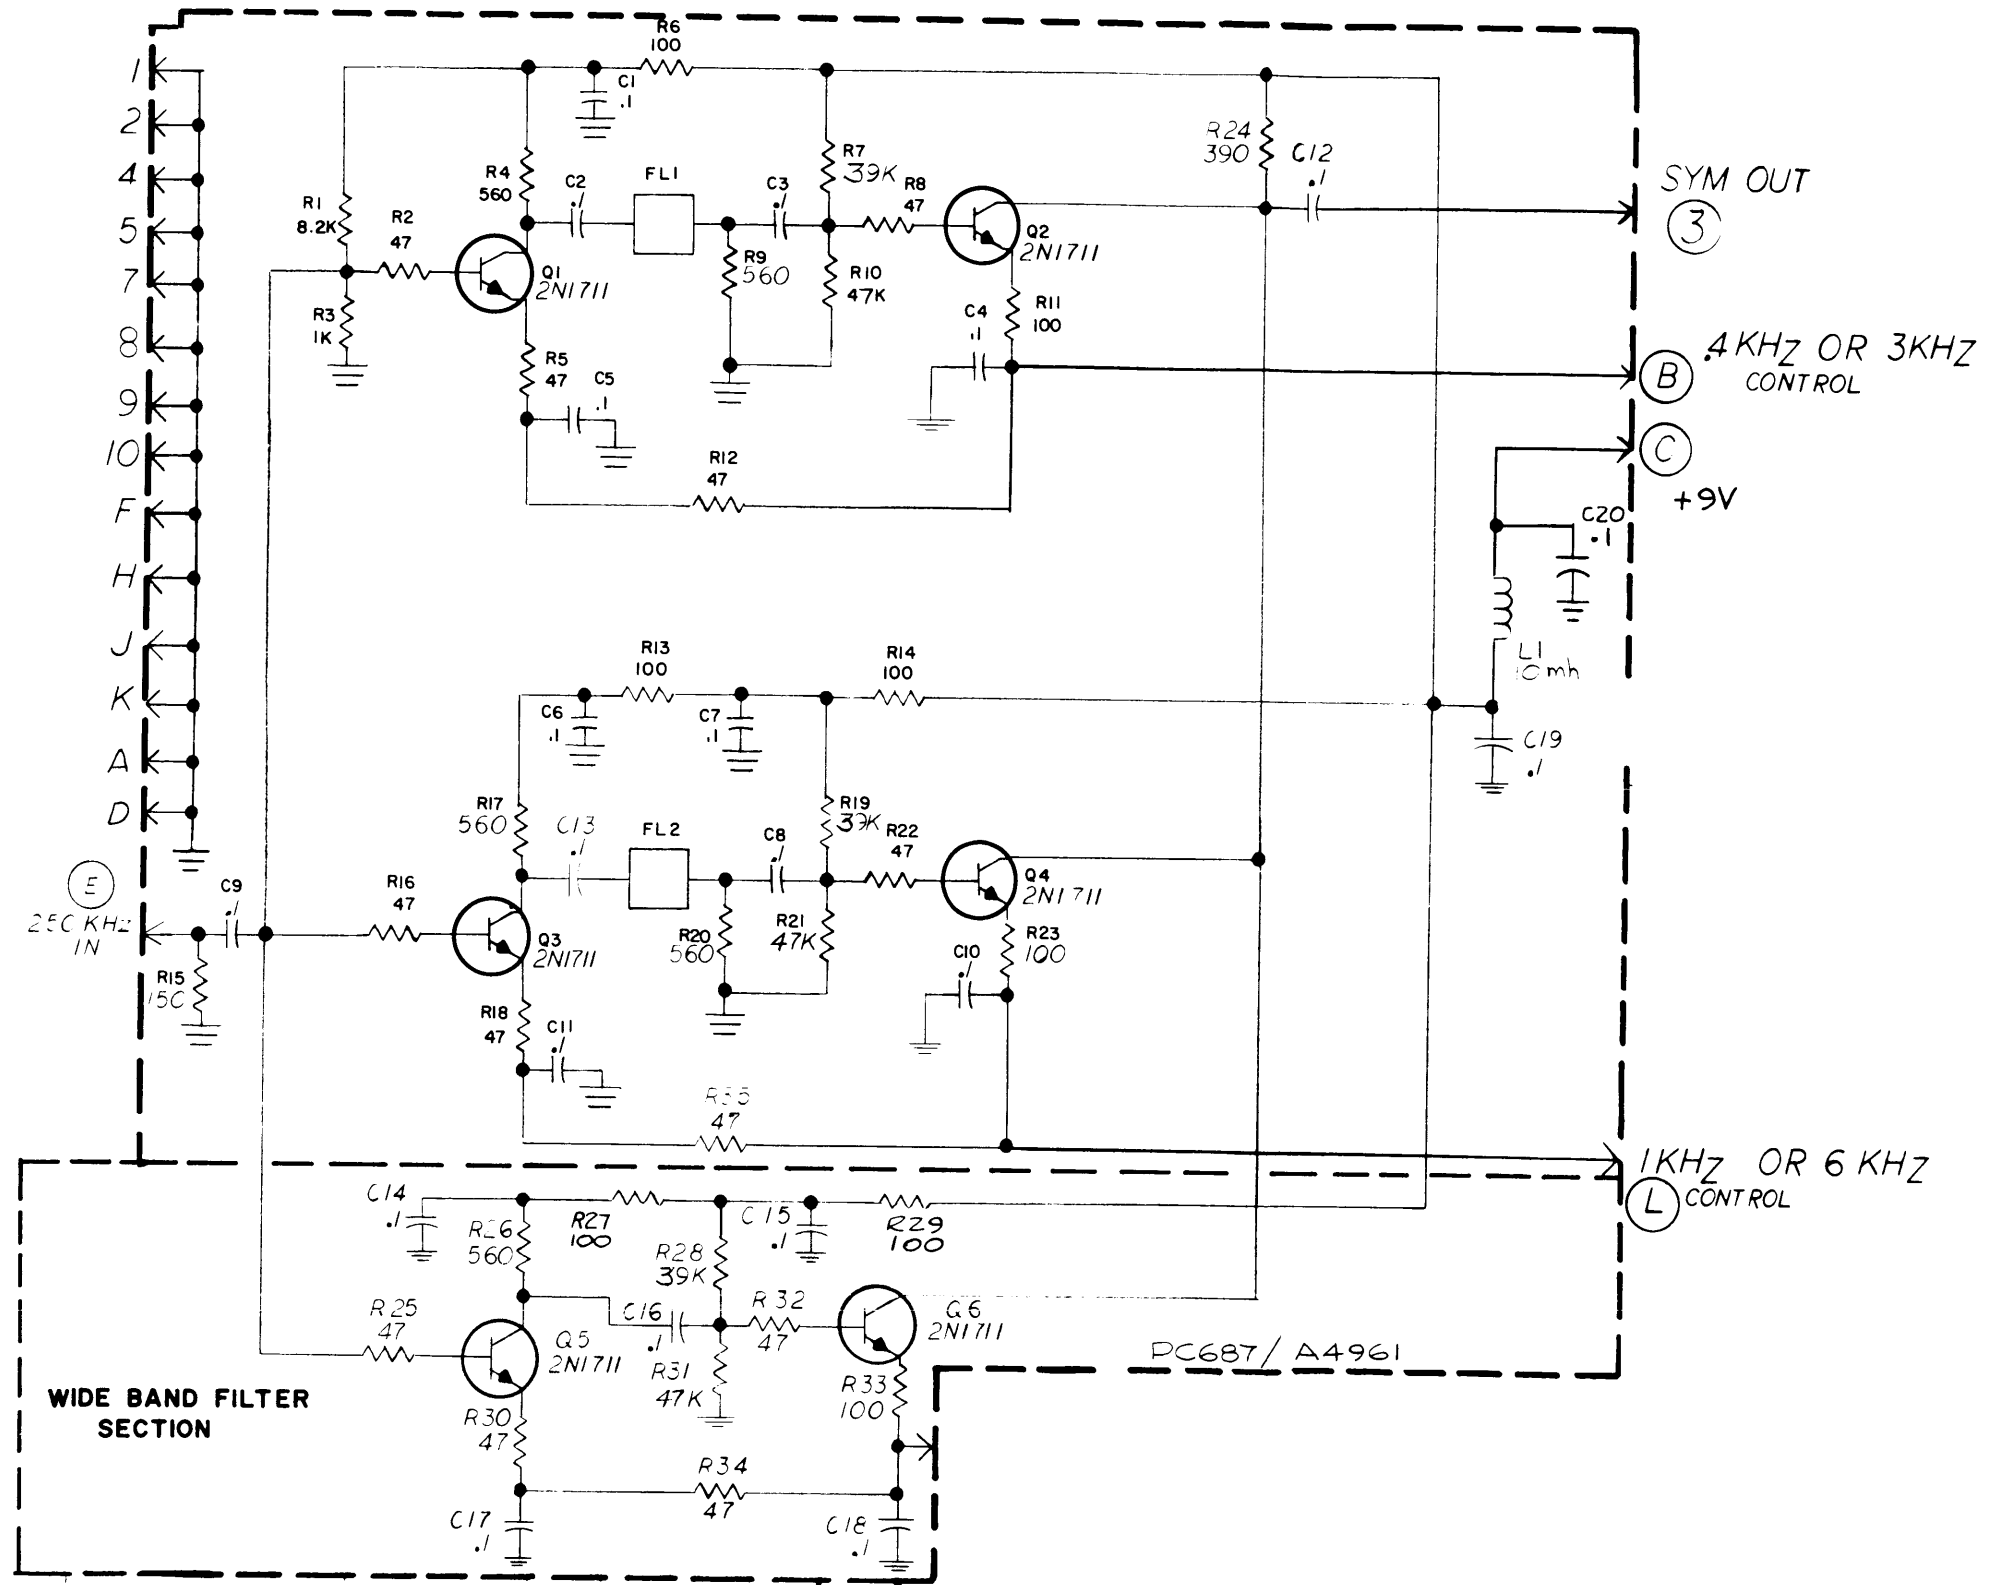 1
2
4
5
7
8
9
10
F
H
J
K
A
D
E
250 KHZ
IN
R15
150
C9
.1
R1
8.2K
R3
1K
R2
47
R4
560
Q1
2N1711
R5
47
C5
.1
C1
.1
R6
100
C2
.1
FL1
R9
560
C3
.1
R7
39K
R10
47K
R8
47
Q2
2N1711
R11
100
C4
.1
R12
47
R24
390
C12
.1
SYM OUT
3
B
.4KHZ OR 3KHZ
CONTROL
C
+9V
C20
.1
L1
10mh
C19
.1
R13
100
R14
100
C6
.1
C7
.1
R17
560
C13
.1
FL2
C8
.1
R19
39K
R22
47
Q4
2N1711
R16
47
Q3
2N1711
R20
560
R21
47K
R23
100
C10
.1
R18
47
C11
.1
R35
47
1KHZ OR 6 KHZ
L
CONTROL
C14
.1
R26
560
R27
100
R28
39K
C15
.1
R29
100
R25
47
Q5
2N1711
C16
.1
R31
47K
R32
47
Q6
2N1711
R33
100
R30
47
R34
47
C17
.1
C18
.1
PC687/A4961
WIDE BAND FILTER
SECTION